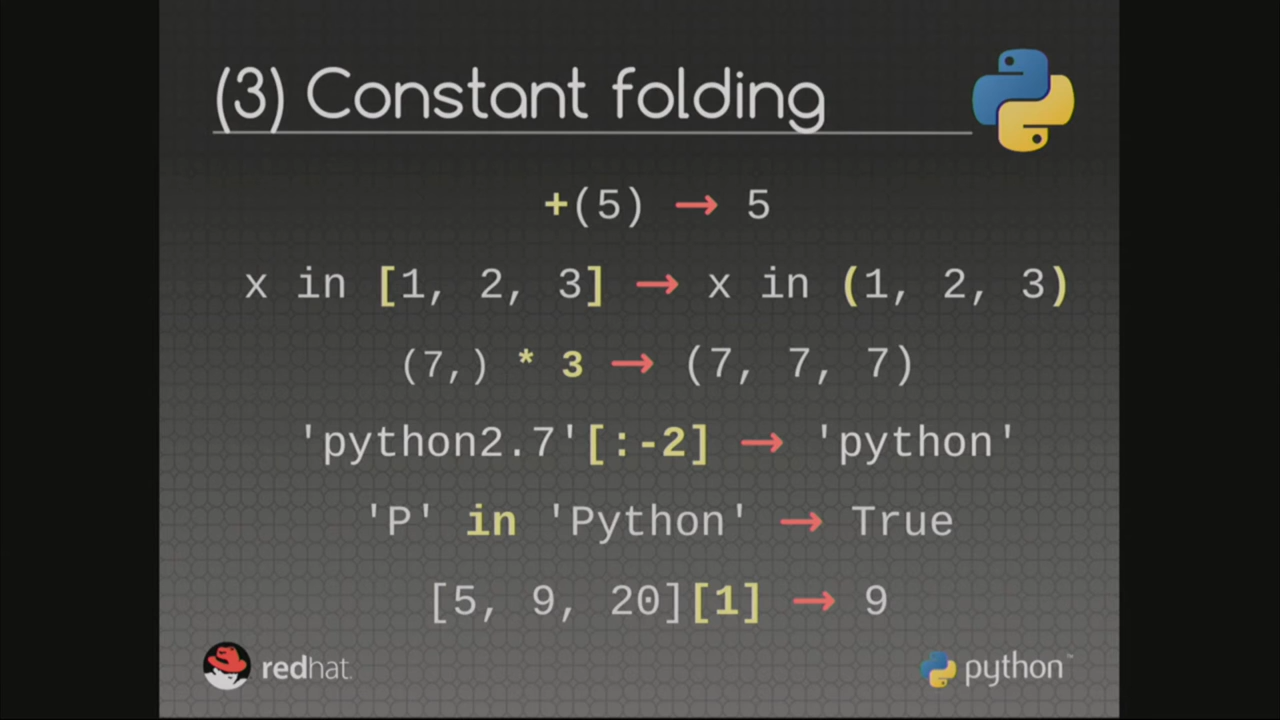 (3) Constant folding
+(5) → 5
x in [1, 2, 3] → x in (1, 2, 3)
(7,) * 3 → (7, 7, 7)
'python2.7'[:-2] → 'python'
'P' in 'Python' → True
[5, 9, 20][1] → 9
redhat.
python™